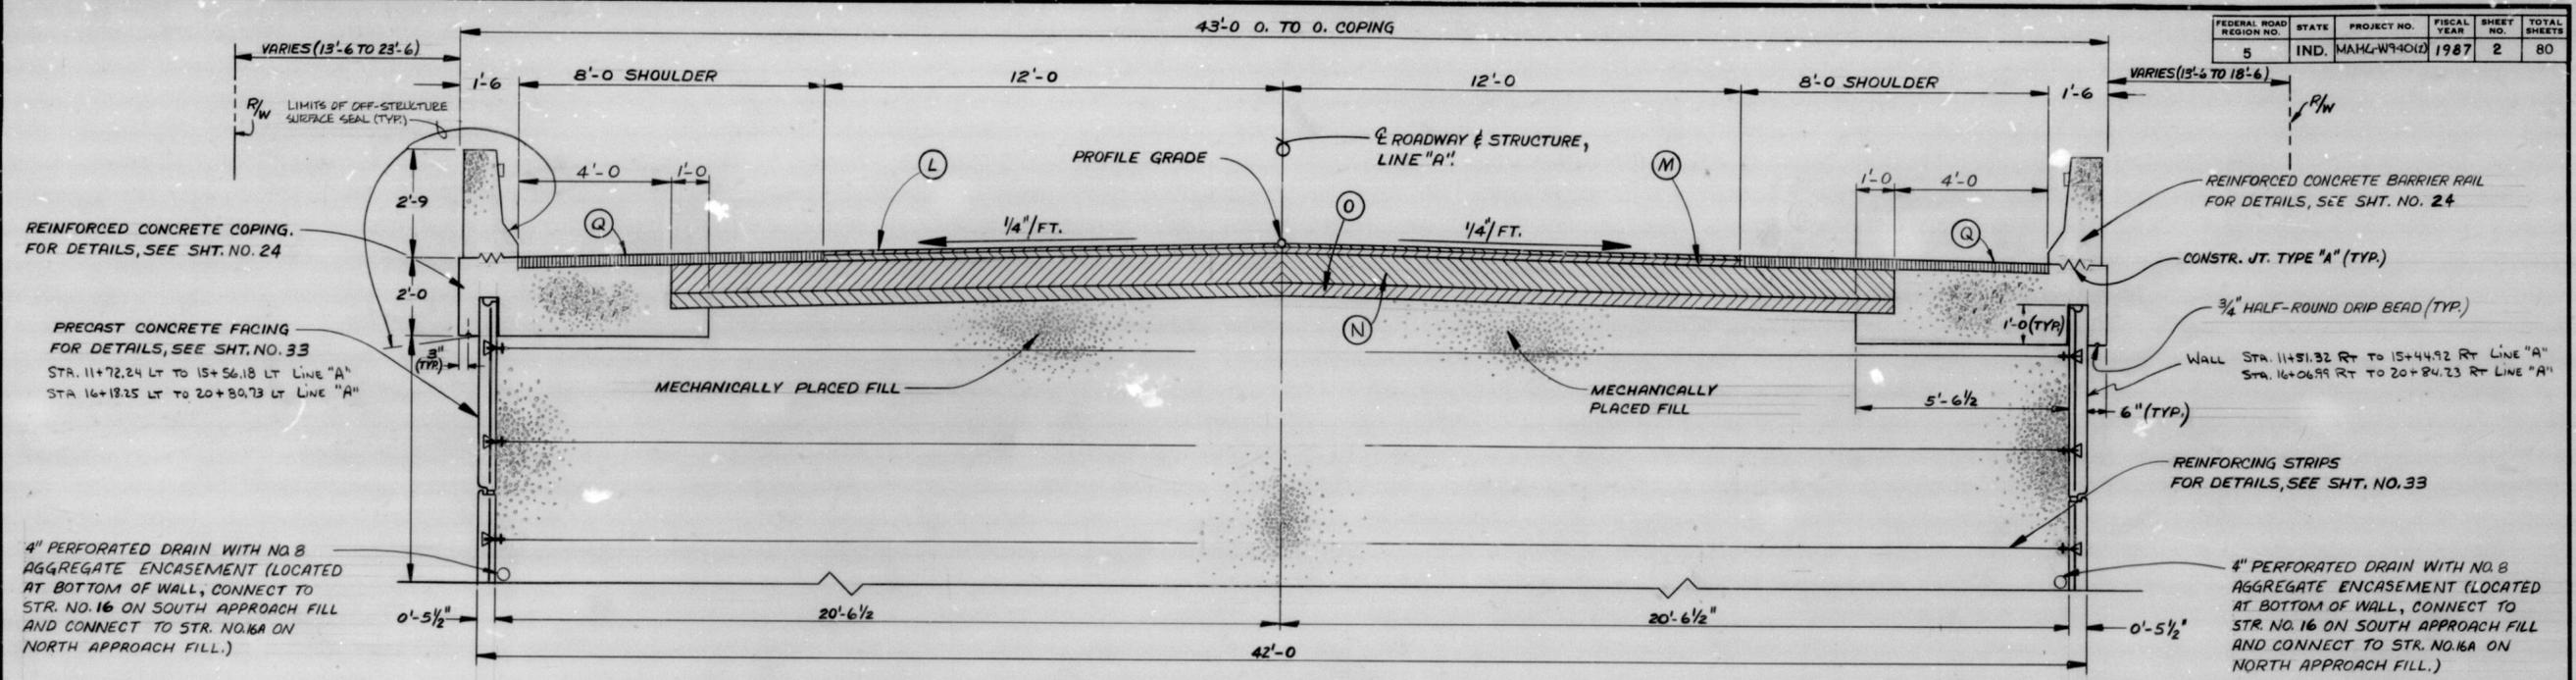 43'-0 O. TO O. COPING
FEDERAL ROAD REGION NO. STATE PROJECT NO. FISCAL YEAR SHEET NO. TOTAL SHEETS
5 IND. MAHG-W940(2) 1987 2 80
VARIES (13'-6 TO 23'-6)
1'-6
8'-0 SHOULDER
12'-0
12'-0
8'-0 SHOULDER
1'-6
VARIES (13'-6 TO 18'-6)
R/W
LIMITS OF OFF-STRUCTURE
SURFACE SEAL (TYP.)
R/W
℄ ROADWAY & STRUCTURE,
LINE "A".
PROFILE GRADE
L
M
O
N
Q
Q
4'-0
1'-0
1'-0
4'-0
2'-9
2'-0
1/4"/FT.
1/4"/FT.
REINFORCED CONCRETE COPING.
FOR DETAILS, SEE SHT. NO. 24
REINFORCED CONCRETE BARRIER RAIL
FOR DETAILS, SEE SHT. NO. 24
CONSTR. JT. TYPE "A" (TYP.)
3/4" HALF-ROUND DRIP BEAD (TYP.)
PRECAST CONCRETE FACING
FOR DETAILS, SEE SHT. NO. 33
STA. 11+72.24 LT TO 15+56.18 LT LINE "A"
STA 16+18.25 LT TO 20+80.73 LT LINE "A"
3"
(TYP.)
1'-0 (TYP.)
WALL STA. 11+51.32 RT TO 15+44.92 RT LINE "A"
STA. 16+06.99 RT TO 20+84.23 RT LINE "A"
MECHANICALLY PLACED FILL
MECHANICALLY
PLACED FILL
5'-6 1/2
6" (TYP.)
REINFORCING STRIPS
FOR DETAILS, SEE SHT. NO. 33
4" PERFORATED DRAIN WITH NO. 8
AGGREGATE ENCASEMENT (LOCATED
AT BOTTOM OF WALL, CONNECT TO
STR. NO. 16 ON SOUTH APPROACH FILL
AND CONNECT TO STR. NO. 16A ON
NORTH APPROACH FILL.)
4" PERFORATED DRAIN WITH NO. 8
AGGREGATE ENCASEMENT (LOCATED
AT BOTTOM OF WALL, CONNECT TO
STR. NO. 16 ON SOUTH APPROACH FILL
AND CONNECT TO STR. NO. 16A ON
NORTH APPROACH FILL.)
0'-5 1/2"
20'-6 1/2
20'-6 1/2"
0'-5 1/2"
42'-0